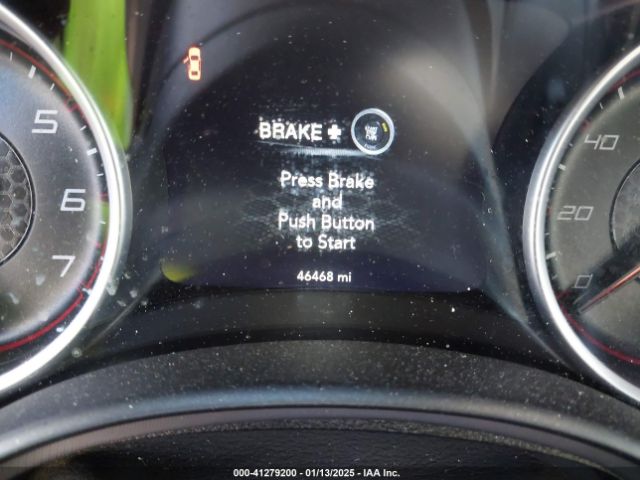 5
6
7
BRAKE +
Press Brake
and
Push Button
to Start
46468 mi
40
20
0
000-41279200 - 01/13/2025 - IAA Inc.